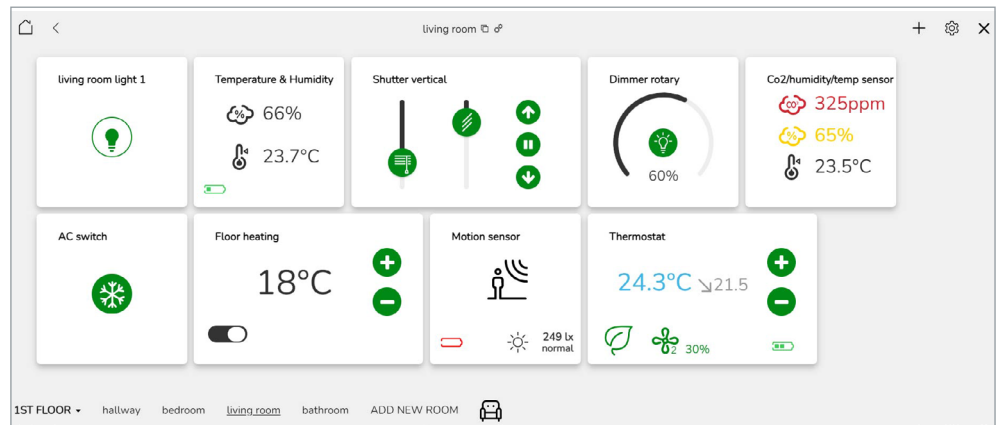 living room
living room light 1
Temperature & Humidity
66%
23.7°C
Shutter vertical
Dimmer rotary
60%
Co2/humidity/temp sensor
CO² 325ppm
% 65%
23.5°C
AC switch
Floor heating
18°C
Motion sensor
249 lx
normal
Thermostat
24.3°C ↘21.5
2 30%
1ST FLOOR hallway bedroom living room bathroom ADD NEW ROOM